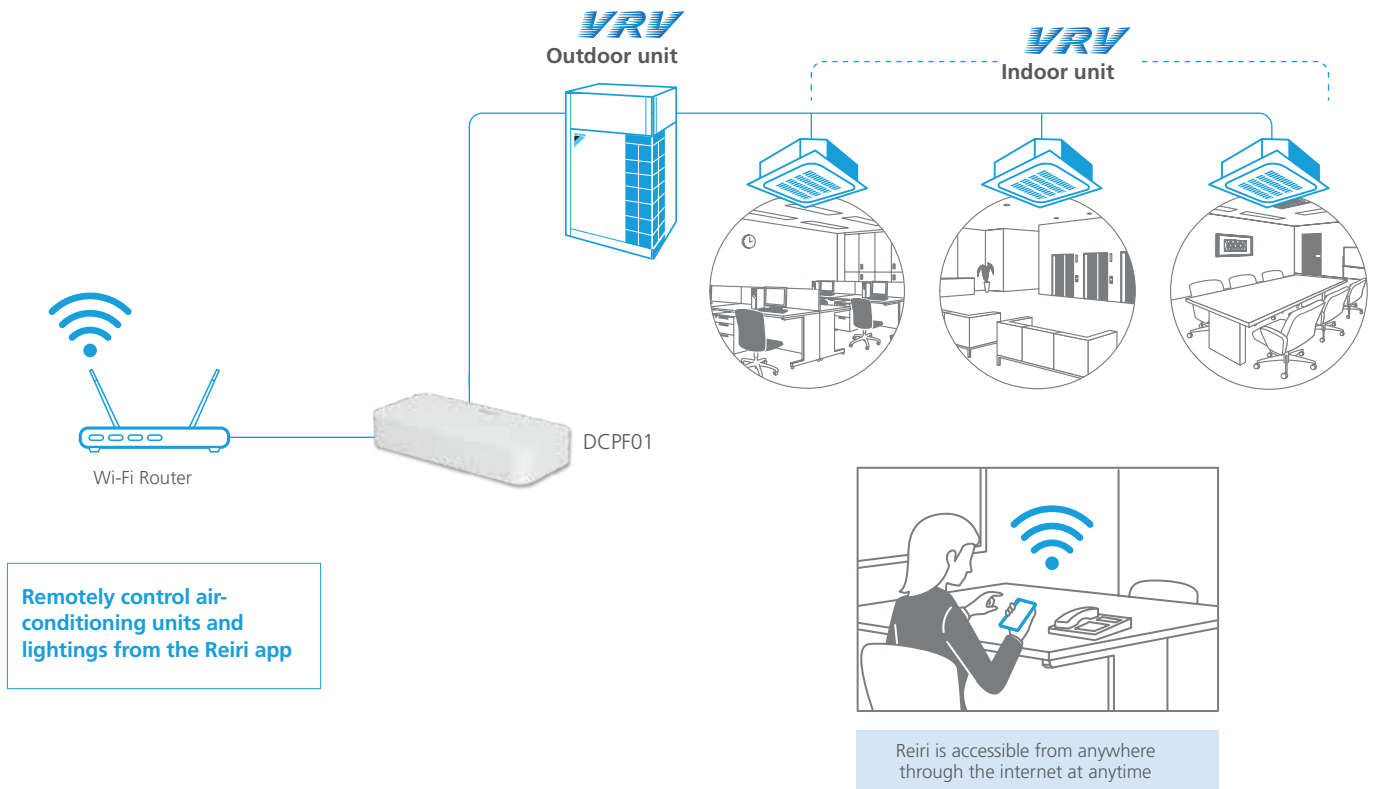 VRV
Outdoor unit
VRV
Indoor unit
DCPF01
Wi-Fi Router
Remotely control air-
conditioning units and
lightings from the Reiri app
Reiri is accessible from anywhere
through the internet at anytime